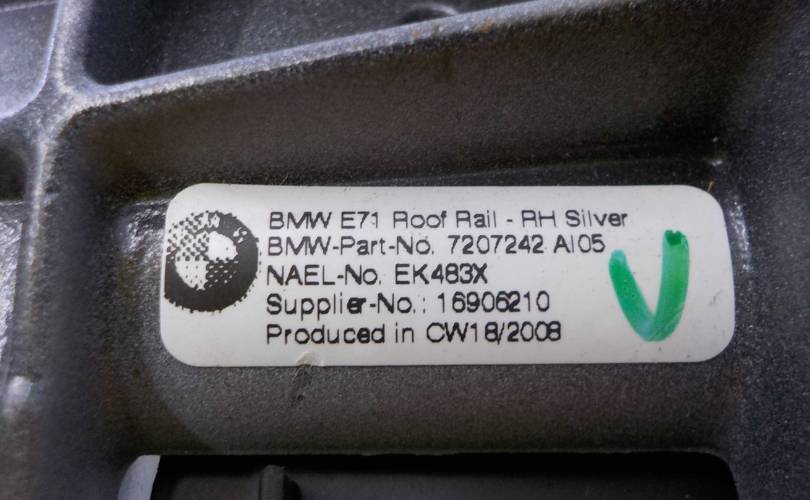 BMW E71 Roof Rail - RH Silver
BMW-Part-No. 7207242 AI05
NAEL-No. EK483X
Supplier-No.: 16906210
Produced in CW18/2008
V